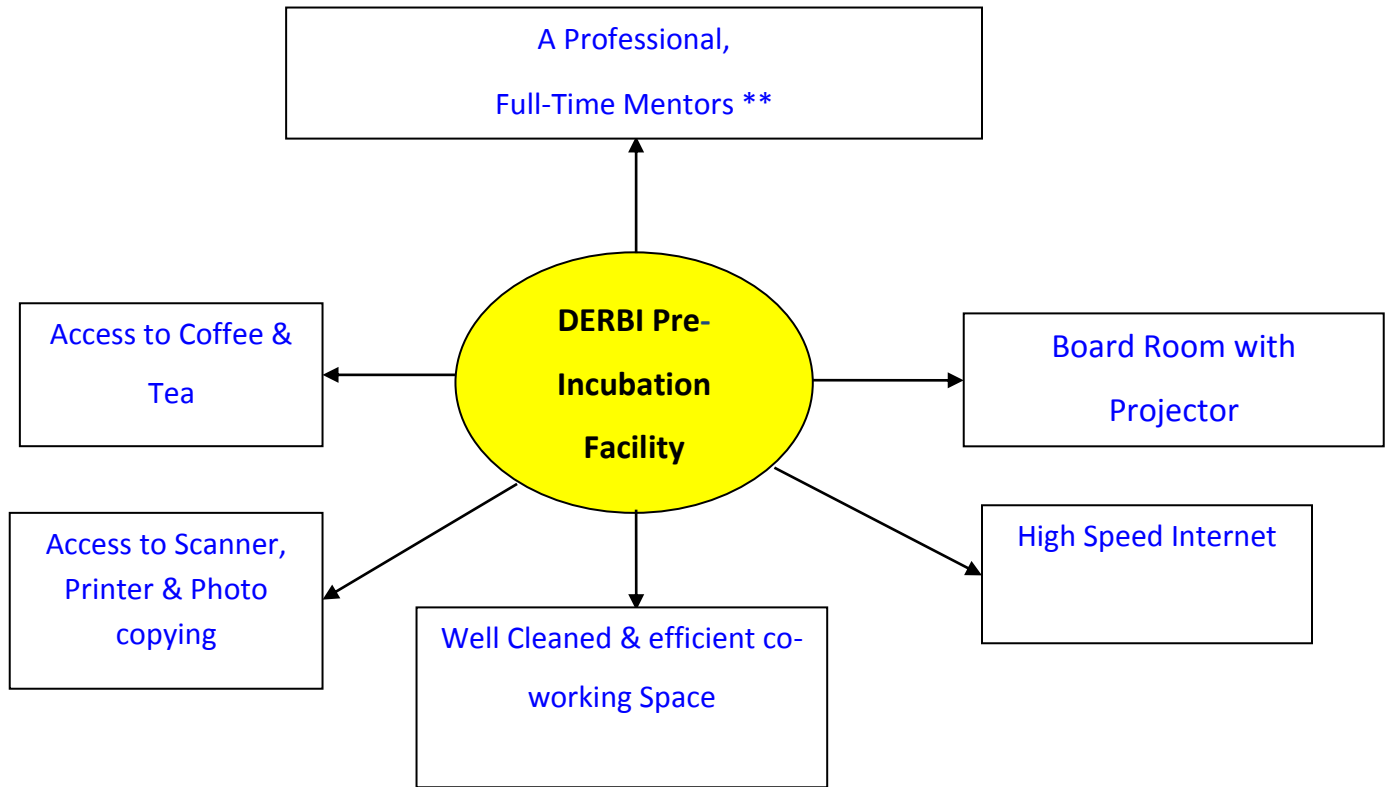 A Professional,
Full-Time Mentors **
Access to Coffee &
Tea
DERBI Pre-
Incubation
Facility
Board Room with
Projector
Access to Scanner,
Printer & Photo
copying
Well Cleaned & efficient co-
working Space
High Speed Internet